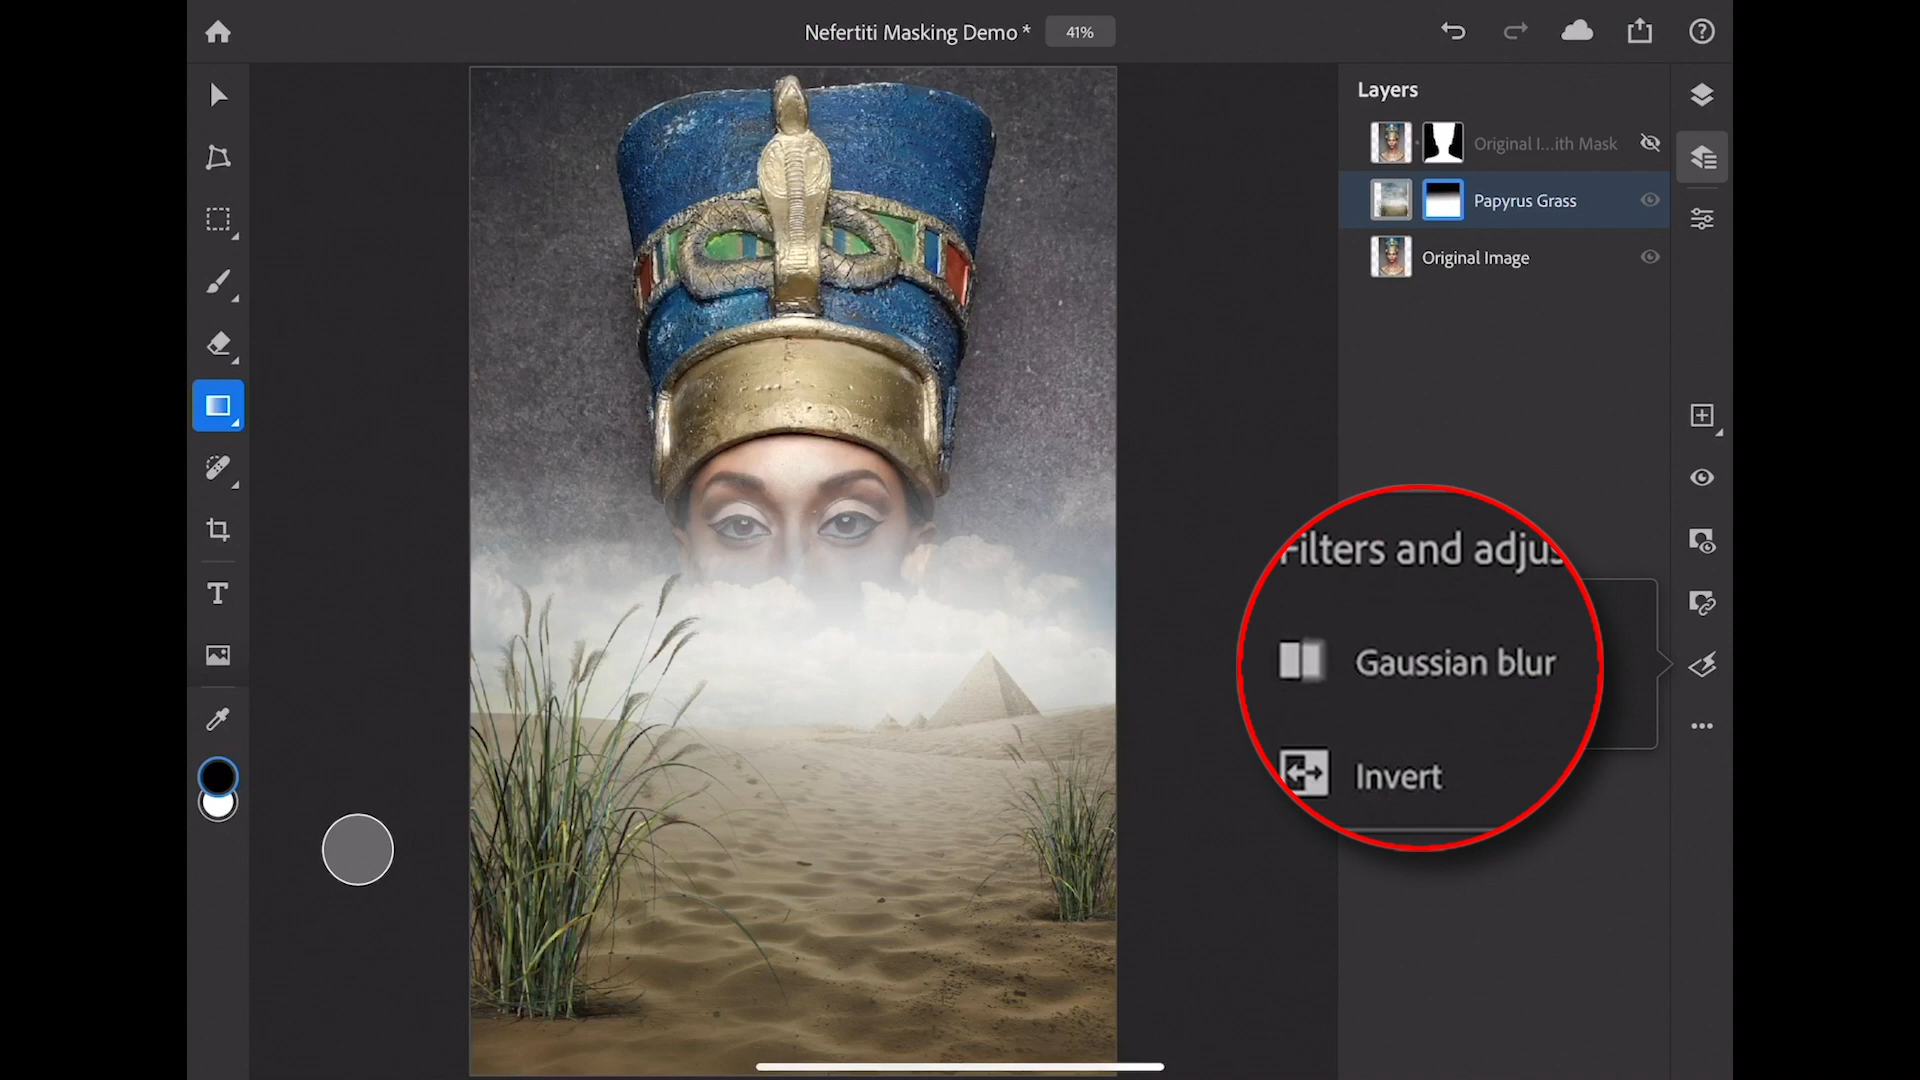 Nefertiti Masking Demo *
41%
Layers
Original I...ith Mask
Papyrus Grass
Original Image
Filters and adjus
Gaussian blur
Invert
T